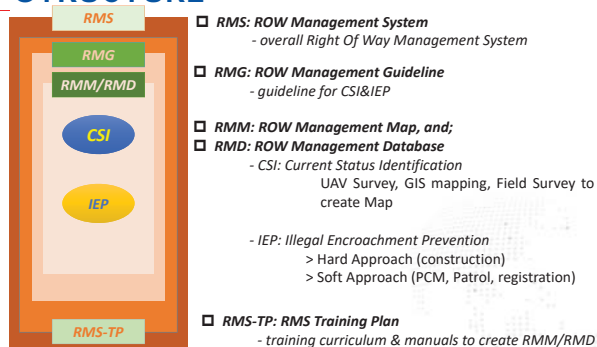 STRUCTURE
RMS
RMG
RMM/RMD
CSI
IEP
RMS-TP
RMS: ROW Management System
- overall Right Of Way Management System
RMG: ROW Management Guideline
- guideline for CSI&IEP
RMM: ROW Management Map, and;
RMD: ROW Management Database
- CSI: Current Status Identification
UAV Survey, GIS mapping, Field Survey to
create Map
- IEP: Illegal Encroachment Prevention
> Hard Approach (construction)
> Soft Approach (PCM, Patrol, registration)
RMS-TP: RMS Training Plan
- training curriculum & manuals to create RMM/RMD